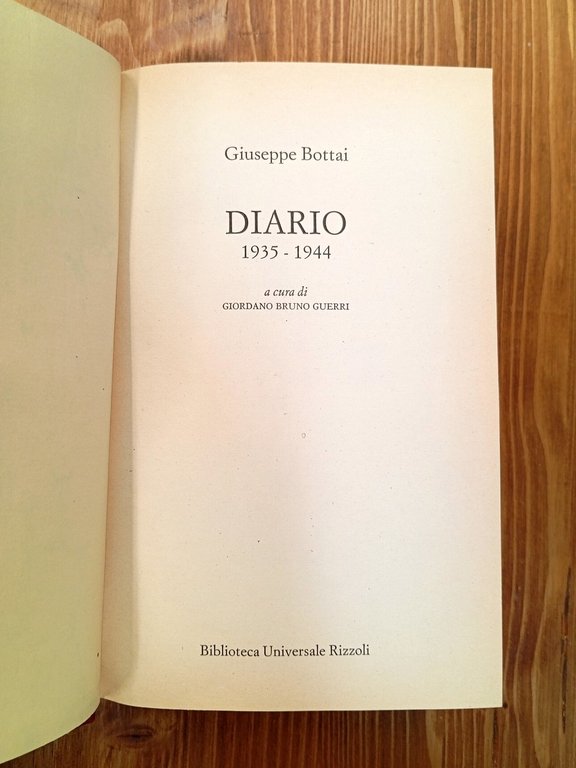 Giuseppe Bottai
DIARIO
1935 - 1944
a cura di
GIORDANO BRUNO GUERRI
Biblioteca Universale Rizzoli